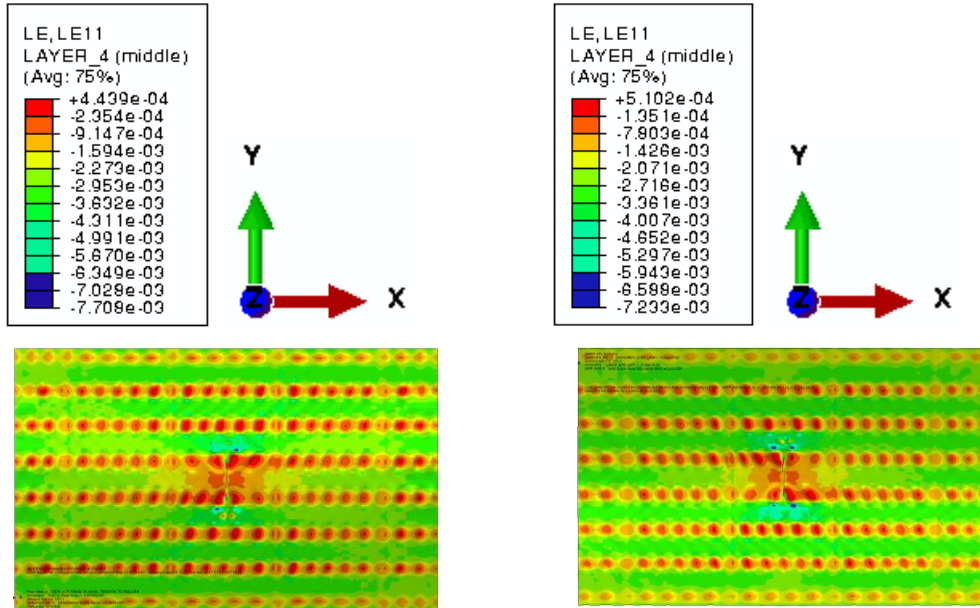 LE, LE11
LAYER_4 (middle)
(Avg: 75%)
+4.439e-04
-2.354e-04
-9.147e-04
-1.594e-03
-2.273e-03
-2.953e-03
-3.632e-03
-4.311e-03
-4.991e-03
-5.670e-03
-6.349e-03
-7.028e-03
-7.708e-03
Y
Z
X
LE, LE11
LAYER_4 (middle)
(Avg: 75%)
+5.102e-04
-1.351e-04
-7.803e-04
-1.426e-03
-2.071e-03
-2.716e-03
-3.361e-03
-4.007e-03
-4.652e-03
-5.297e-03
-5.943e-03
-6.588e-03
-7.233e-03
Y
Z
X